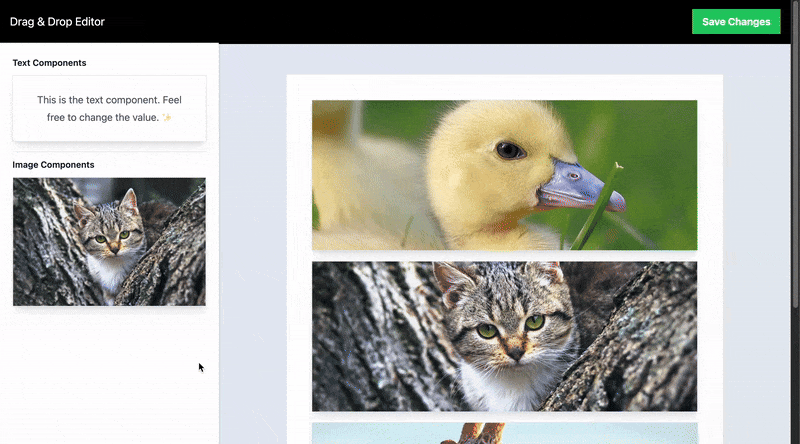 Drag & Drop Editor
Save Changes
Text Components
This is the text component. Feel
free to change the value. ✨
Image Components